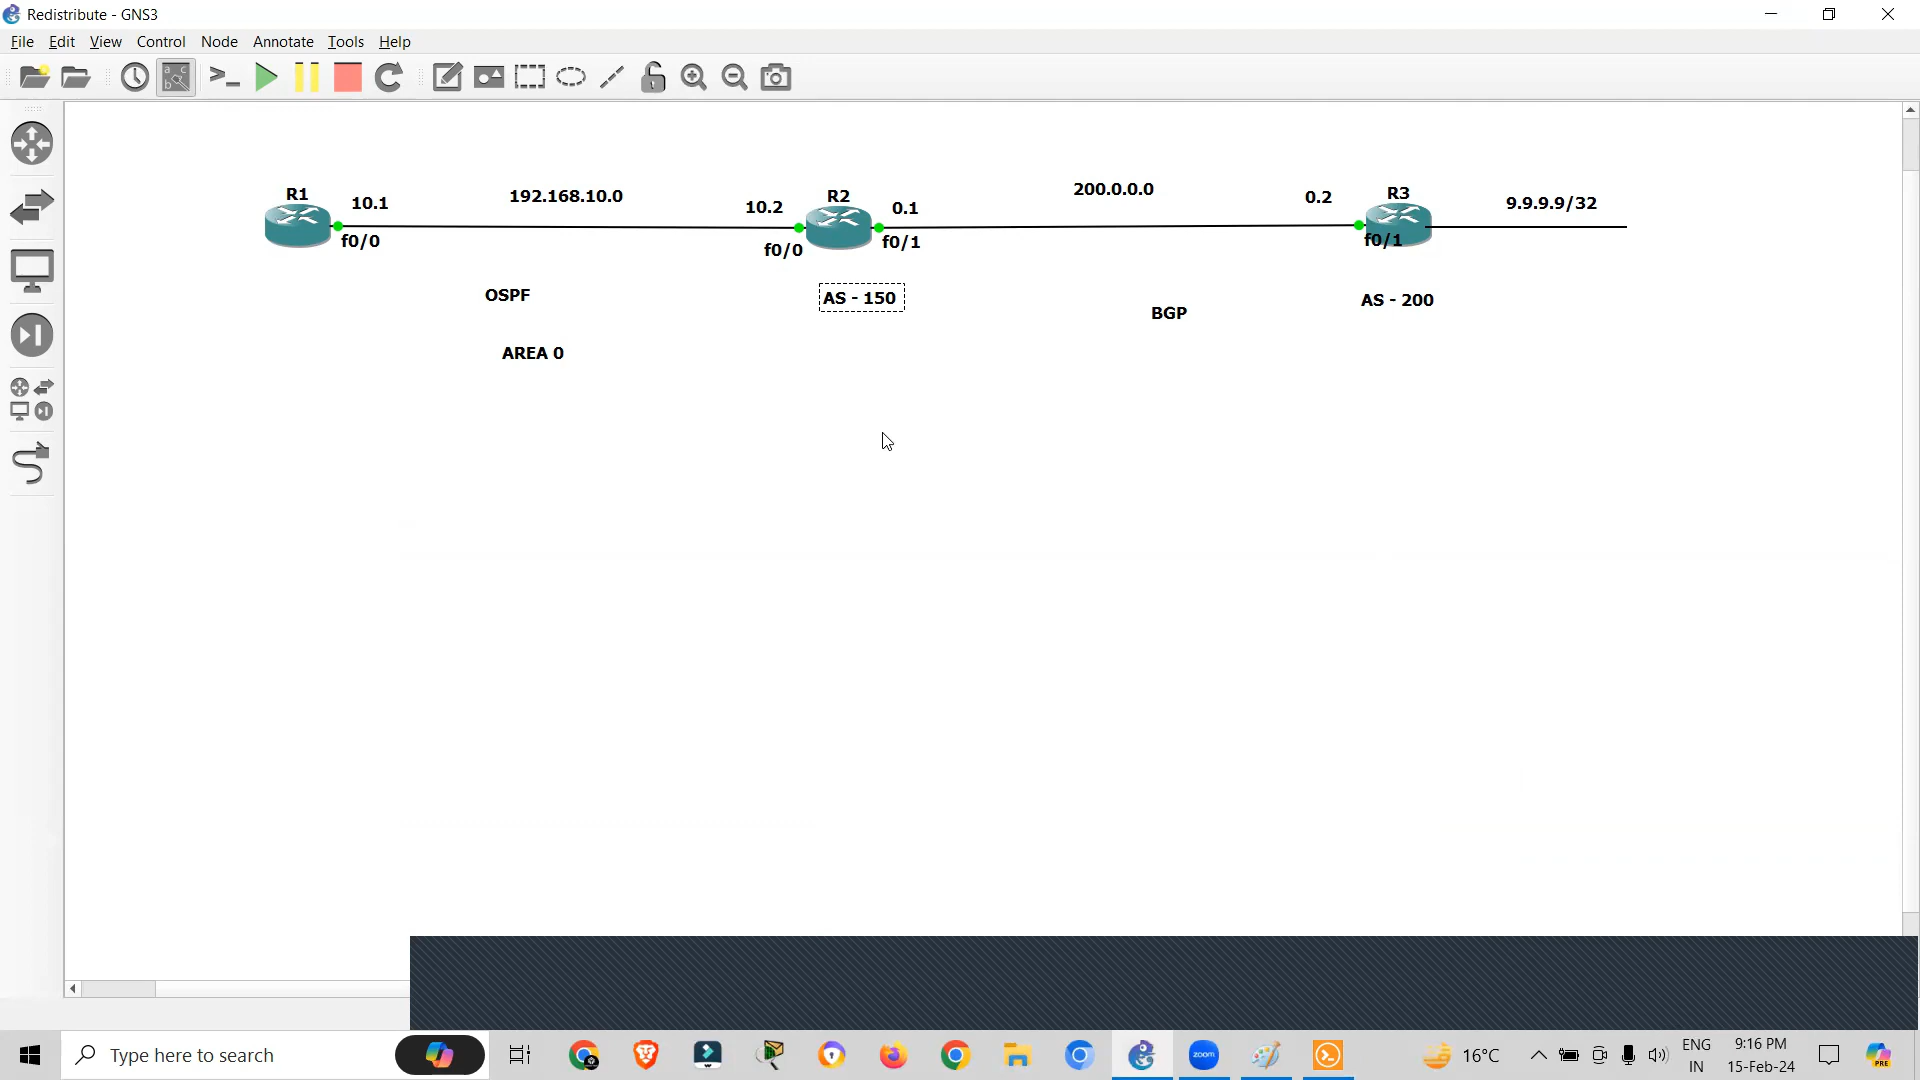 Redistribute - GNS3
File Edit View Control Node Annotate Tools Help
R1
10.1
192.168.10.0
10.2
R2
0.1
200.0.0.0
0.2
R3
9.9.9.9/32
f0/0
f0/0
f0/1
f0/1
OSPF
AS - 150
BGP
AS - 200
AREA 0
Type here to search
zoom
16°C
ENG
IN
9:16 PM
15-Feb-24
PRE